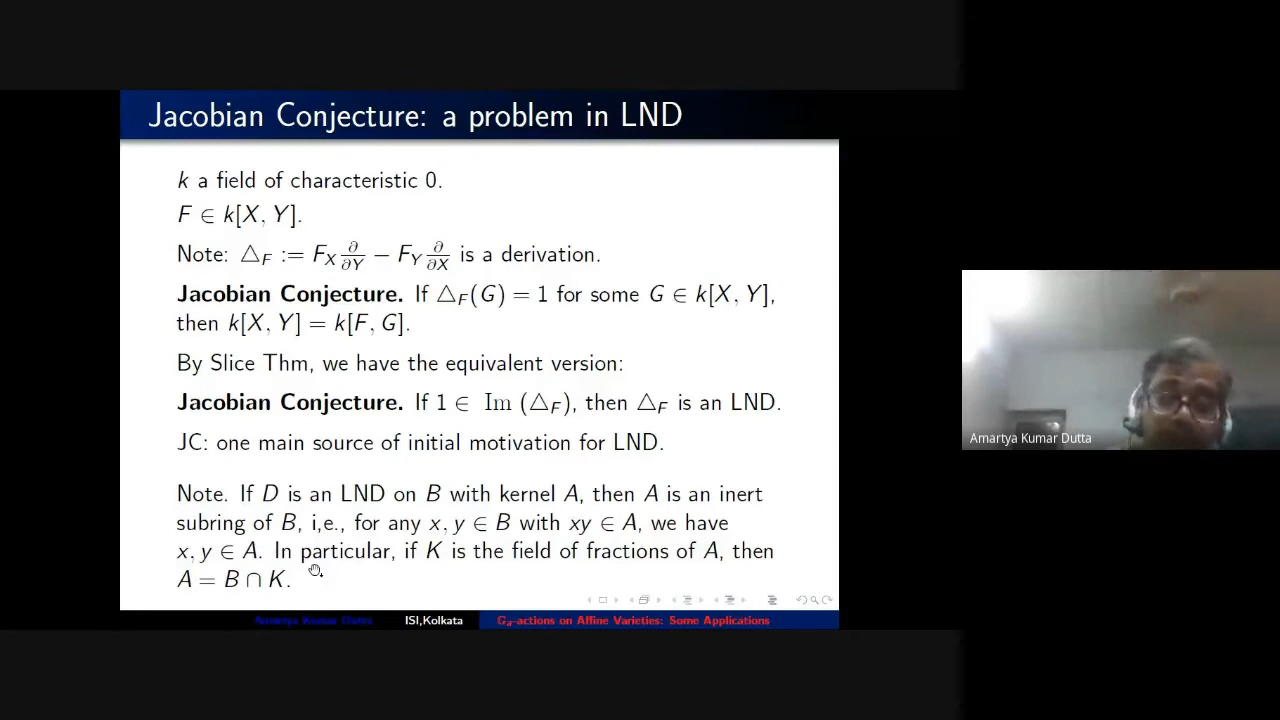 Jacobian Conjecture: a problem in LND
k a field of characteristic 0.
F ∈ k[X, Y].
Note: △_F := F_X ∂/∂Y − F_Y ∂/∂X is a derivation.
Jacobian Conjecture. If △_F(G) = 1 for some G ∈ k[X, Y],
then k[X, Y] = k[F, G].
By Slice Thm, we have the equivalent version:
Jacobian Conjecture. If 1 ∈ Im (△_F), then △_F is an LND.
JC: one main source of initial motivation for LND.
Note. If D is an LND on B with kernel A, then A is an inert
subring of B, i,e., for any x, y ∈ B with xy ∈ A, we have
x, y ∈ A. In particular, if K is the field of fractions of A, then
A = B ∩ K.
Amartya Kumar Dutta
Amartya Kumar Dutta ISI,Kolkata G_a-actions on Affine Varieties: Some Applications